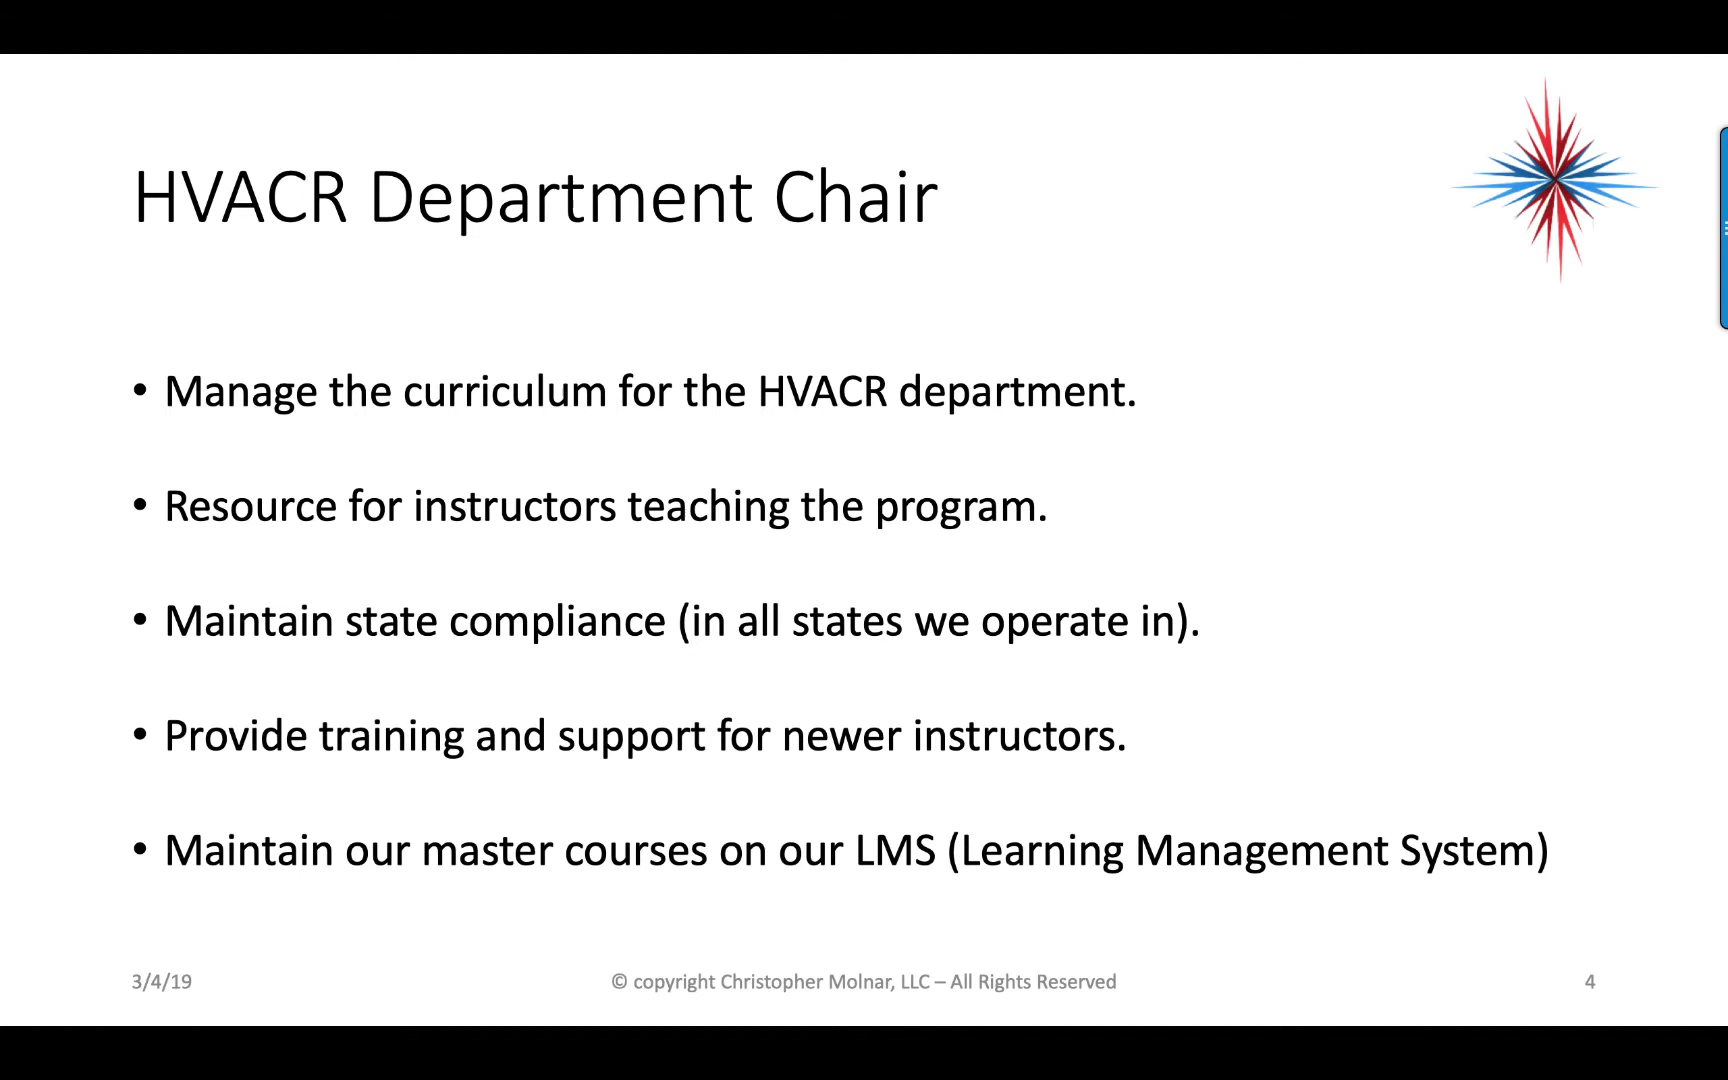 HVACR Department Chair
• Manage the curriculum for the HVACR department.
• Resource for instructors teaching the program.
• Maintain state compliance (in all states we operate in).
• Provide training and support for newer instructors.
• Maintain our master courses on our LMS (Learning Management System)
3/4/19
© copyright Christopher Molnar, LLC – All Rights Reserved
4